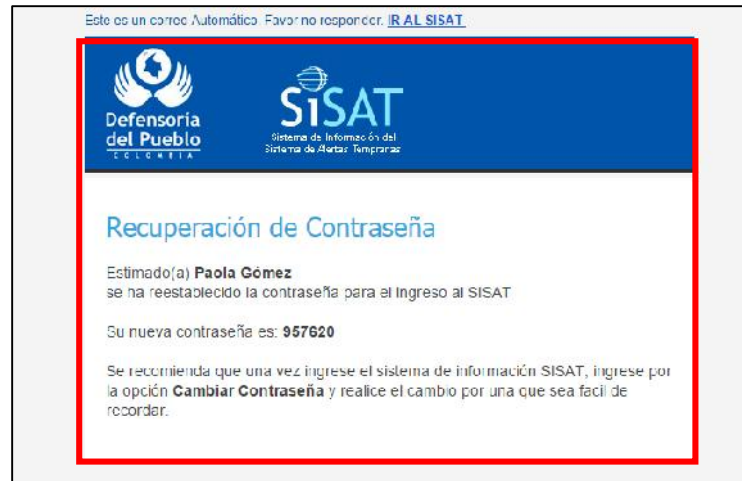 Este es un correo Automático. Favor no responder. IR AL SISAT
Defensoría
del Pueblo
COLOMBIA
SiSAT
Sistema de Información del
Sistema de Alertas Tempranas
Recuperación de Contraseña
Estimado(a) Paola Gómez
se ha reestablecido la contraseña para el ingreso al SISAT
Su nueva contraseña es: 957620
Se recomienda que una vez ingrese el sistema de información SISAT, ingrese por
la opción Cambiar Contraseña y realice el cambio por una que sea facil de
recordar.